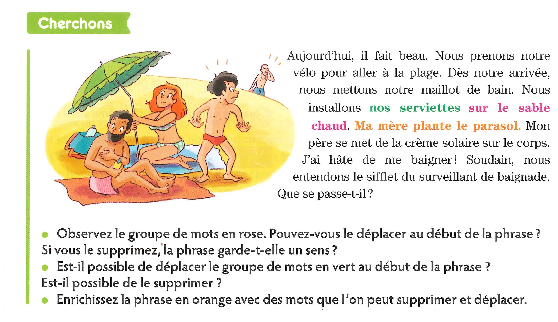 Cherchons
Aujourd'hui, il fait beau. Nous prenons notre
vélo pour aller à la plage. Dès notre arrivée,
nous mettons notre maillot de bain. Nous
installons nos serviettes sur le sable
chaud. Ma mère plante le parasol. Mon
père se met de la crème solaire sur le corps.
J'ai hâte de me baigner ! Soudain, nous
entendons le sifflet du surveillant de baignade.
Que se passe-t-il ?
• Observez le groupe de mots en rose. Pouvez-vous le déplacer au début de la phrase ?
Si vous le supprimez, la phrase garde-t-elle un sens ?
• Est-il possible de déplacer le groupe de mots en vert au début de la phrase ?
Est-il possible de le supprimer ?
• Enrichissez la phrase en orange avec des mots que l'on peut supprimer et déplacer.